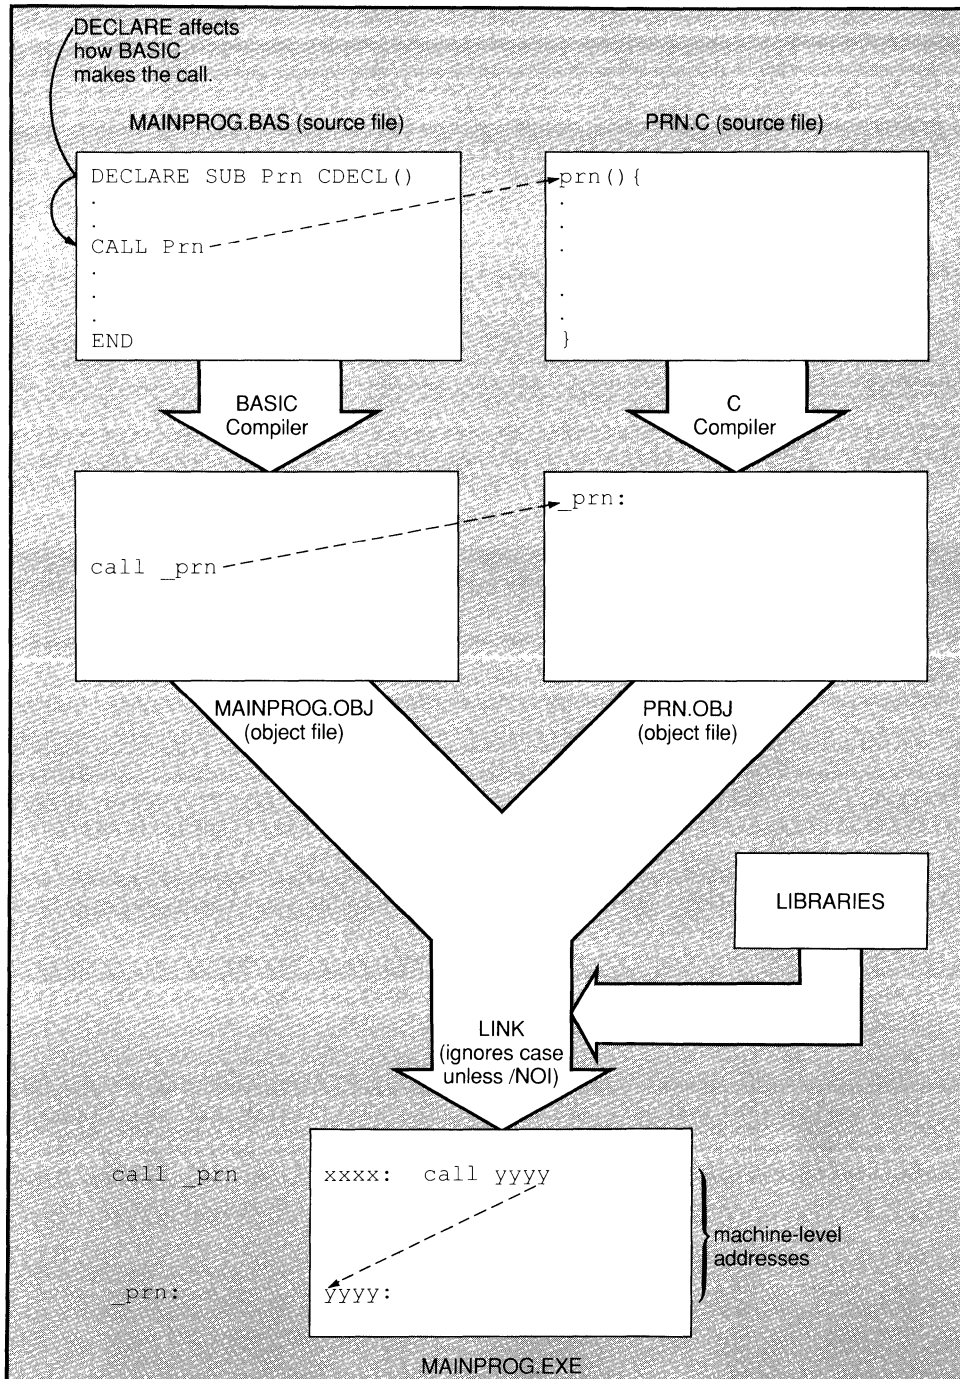 DECLARE affects
how BASIC
makes the call.
MAINPROG.BAS (source file)
DECLARE SUB Prn CDECL()
.
.
CALL Prn
.
.
.
END
PRN.C (source file)
prn(){
.
.
.
.
.
}
BASIC
Compiler
C
Compiler
call _prn
_prn:
MAINPROG.OBJ
(object file)
PRN.OBJ
(object file)
LIBRARIES
LINK
(ignores case
unless /NOI)
call _prn
xxxx: call yyyy
_prn:
yyyy:
machine-level
addresses
MAINPROG.EXE